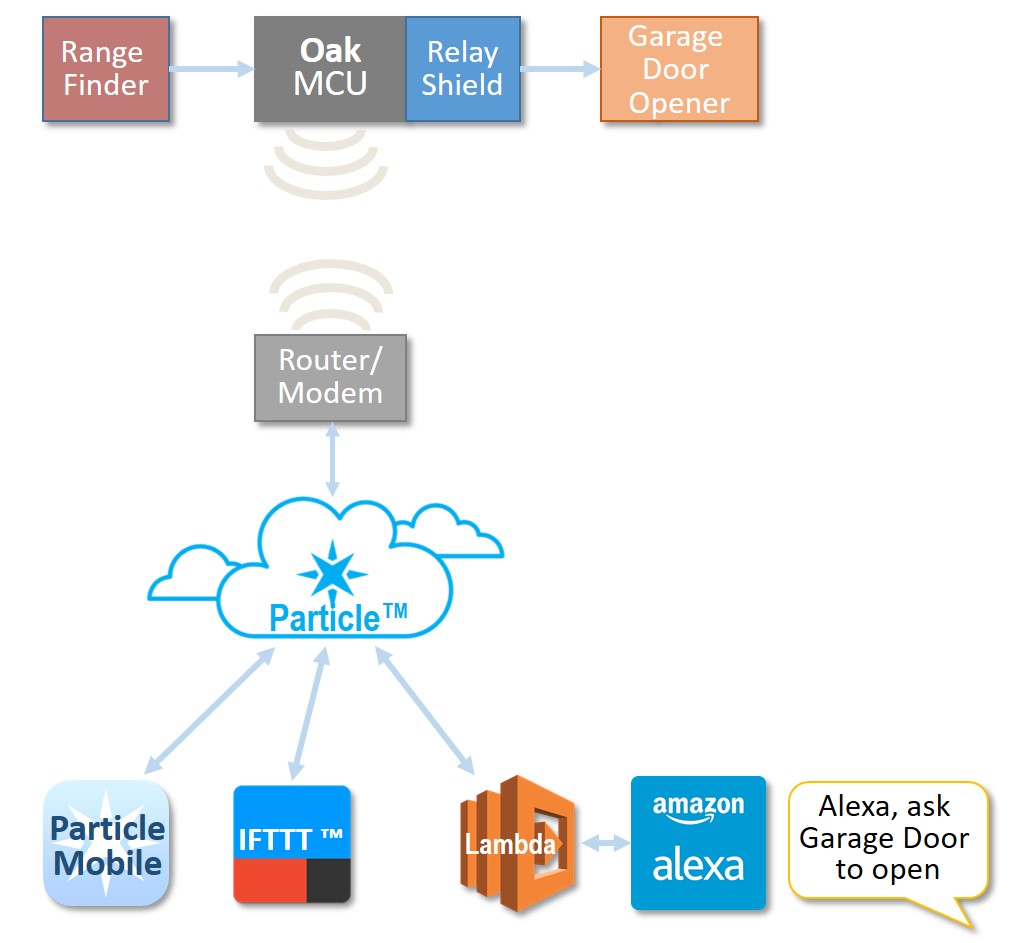 Range
Finder
Oak
MCU
Relay
Shield
Garage
Door
Opener
Router/
Modem
Particle™
Particle
Mobile
IFTTT ™
Lambda
amazon
alexa
Alexa, ask
Garage Door
to open